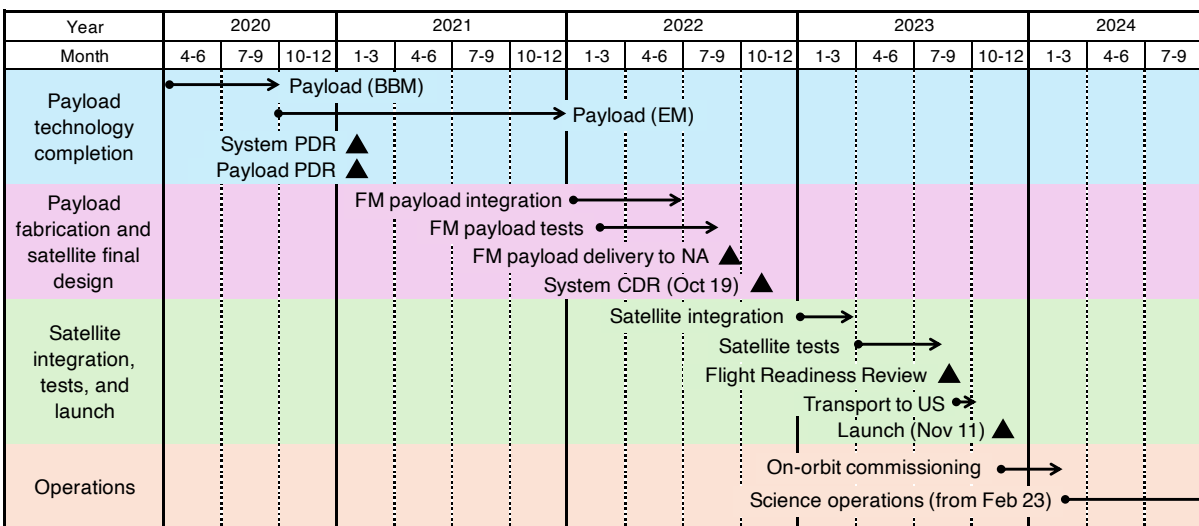 Year 2020 2021 2022 2023 2024
Month 4-6 7-9 10-12 1-3 4-6 7-9 10-12 1-3 4-6 7-9 10-12 1-3 4-6 7-9 10-12 1-3 4-6 7-9
Payload
technology
completion
Payload (BBM)
Payload (EM)
System PDR
Payload PDR
Payload
fabrication and
satellite final
design
FM payload integration
FM payload tests
FM payload delivery to NA
System CDR (Oct 19)
Satellite
integration,
tests, and
launch
Satellite integration
Satellite tests
Flight Readiness Review
Transport to US
Launch (Nov 11)
Operations
On-orbit commissioning
Science operations (from Feb 23)